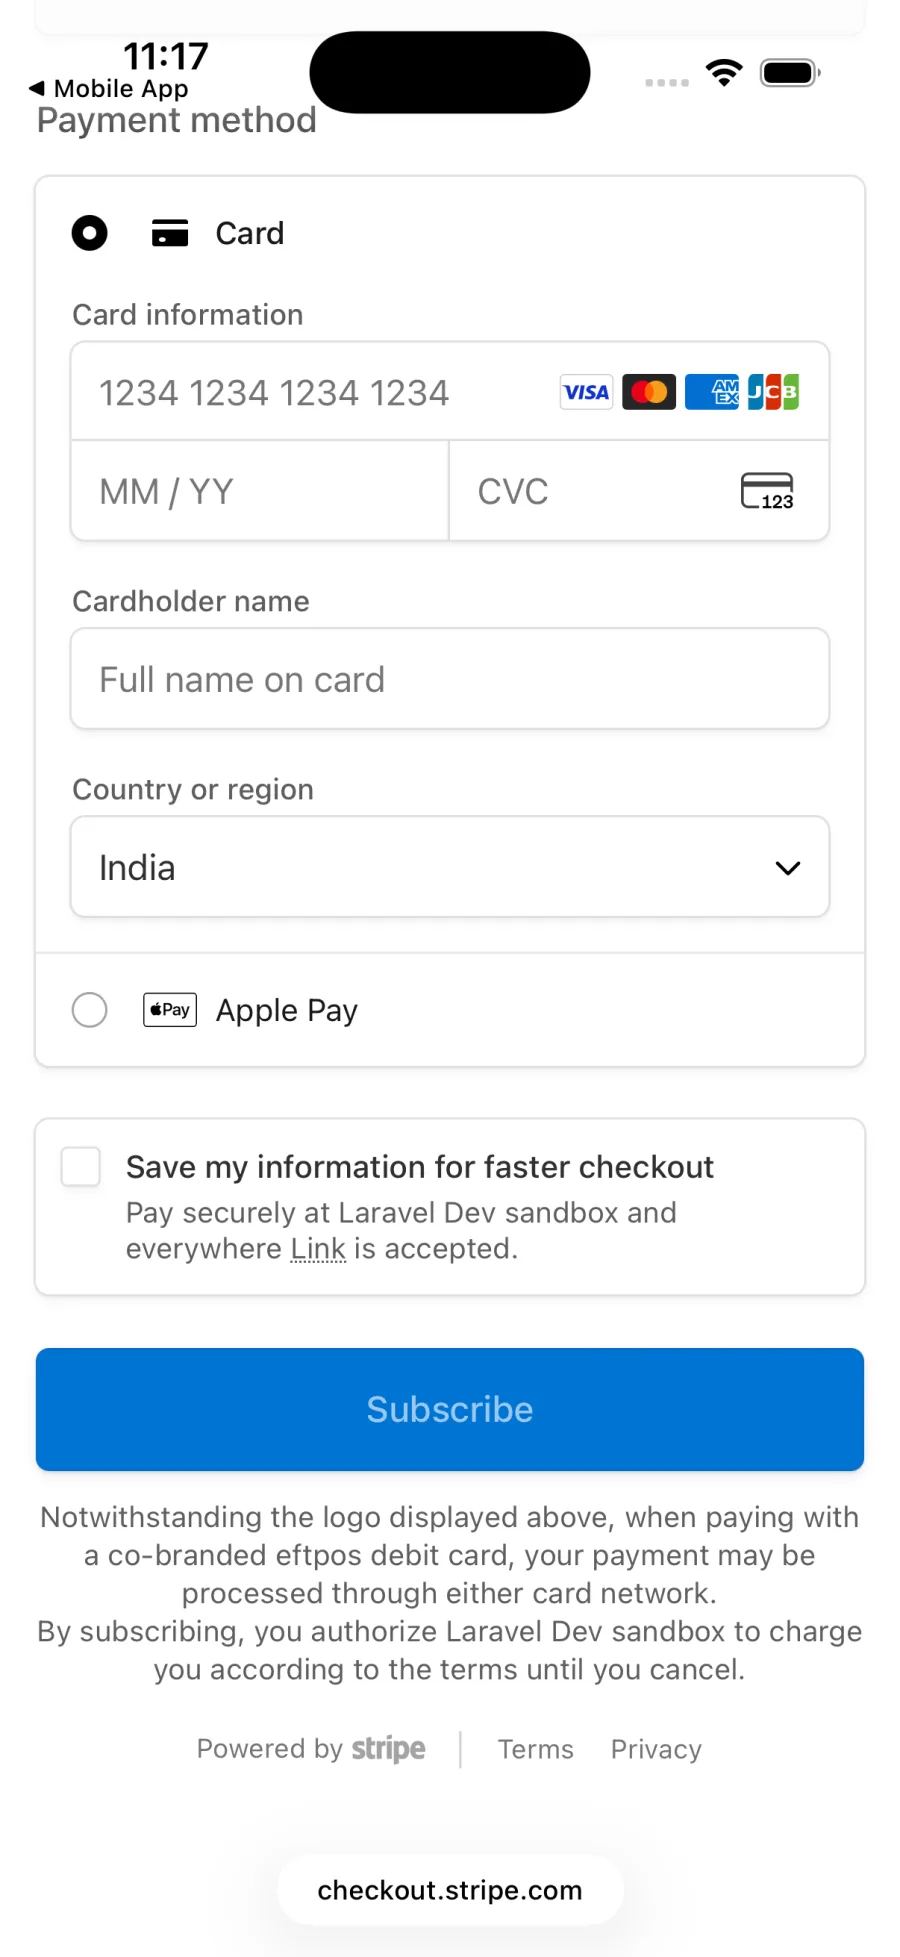 11:17
◀ Mobile App
Payment method
Card
Card information
1234 1234 1234 1234 VISA AMEX JCB
MM / YY CVC 123
Cardholder name
Full name on card
Country or region
India
Pay Apple Pay
Save my information for faster checkout
Pay securely at Laravel Dev sandbox and
everywhere Link is accepted.
Subscribe
Notwithstanding the logo displayed above, when paying with
a co-branded eftpos debit card, your payment may be
processed through either card network.
By subscribing, you authorize Laravel Dev sandbox to charge
you according to the terms until you cancel.
Powered by stripe Terms Privacy
checkout.stripe.com